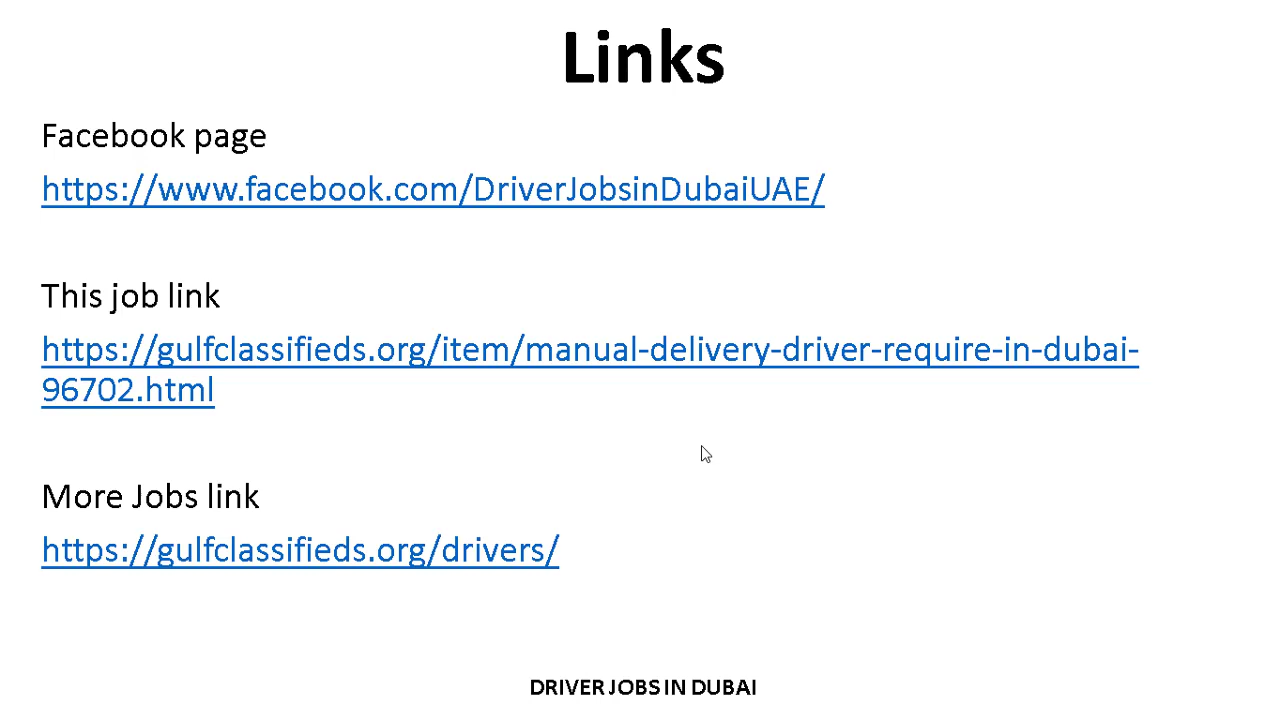 Links
Facebook page
https://www.facebook.com/DriverJobsinDubaiUAE/
This job link
https://gulfclassifieds.org/item/manual-delivery-driver-require-in-dubai-
96702.html
More Jobs link
https://gulfclassifieds.org/drivers/
DRIVER JOBS IN DUBAI